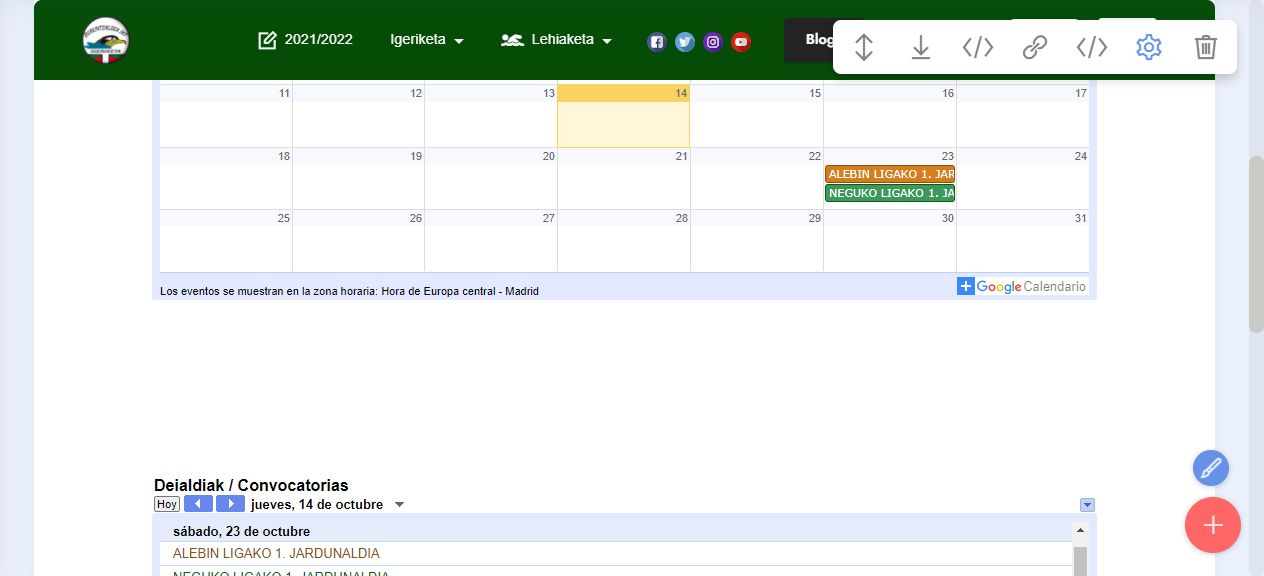 2021/2022 Igeriketa Lehiaketa Blog
11 12 13 14 15 16 17
18 19 20 21 22 23 24
ALEBIN LIGAKO 1. JAR
NEGUKO LIGAKO 1. JA
25 26 27 28 29 30 31
Los eventos se muestran en la zona horaria: Hora de Europa central - Madrid
Google Calendario
Deialdiak / Convocatorias
Hoy jueves, 14 de octubre
sábado, 23 de octubre
ALEBIN LIGAKO 1. JARDUNALDIA
NEGUKO LIGAKO 1. JARDUNALDIA